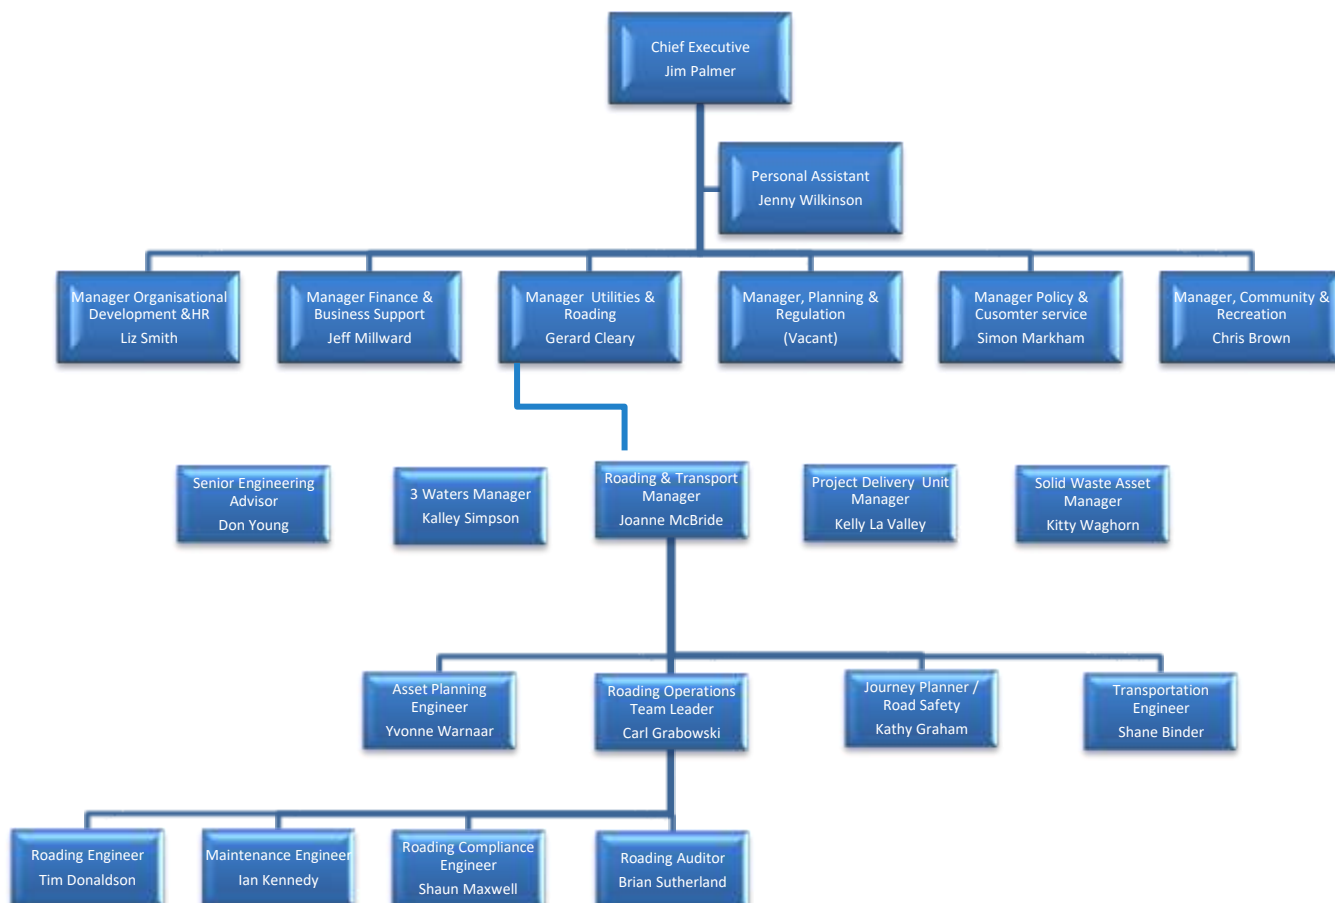 Chief Executive
Jim Palmer
Personal Assistant
Jenny Wilkinson
Manager Organisational
Development &HR
Liz Smith
Manager Finance &
Business Support
Jeff Millward
Manager Utilities &
Roading
Gerard Cleary
Manager, Planning &
Regulation
(Vacant)
Manager Policy &
Cusomter service
Simon Markham
Manager, Community &
Recreation
Chris Brown
Senior Engineering
Advisor
Don Young
3 Waters Manager
Kalley Simpson
Roading & Transport
Manager
Joanne McBride
Project Delivery Unit
Manager
Kelly La Valley
Solid Waste Asset
Manager
Kitty Waghorn
Asset Planning
Engineer
Yvonne Warnaar
Roading Operations
Team Leader
Carl Grabowski
Journey Planner /
Road Safety
Kathy Graham
Transportation
Engineer
Shane Binder
Roading Engineer
Tim Donaldson
Maintenance Engineer
Ian Kennedy
Roading Compliance
Engineer
Shaun Maxwell
Roading Auditor
Brian Sutherland